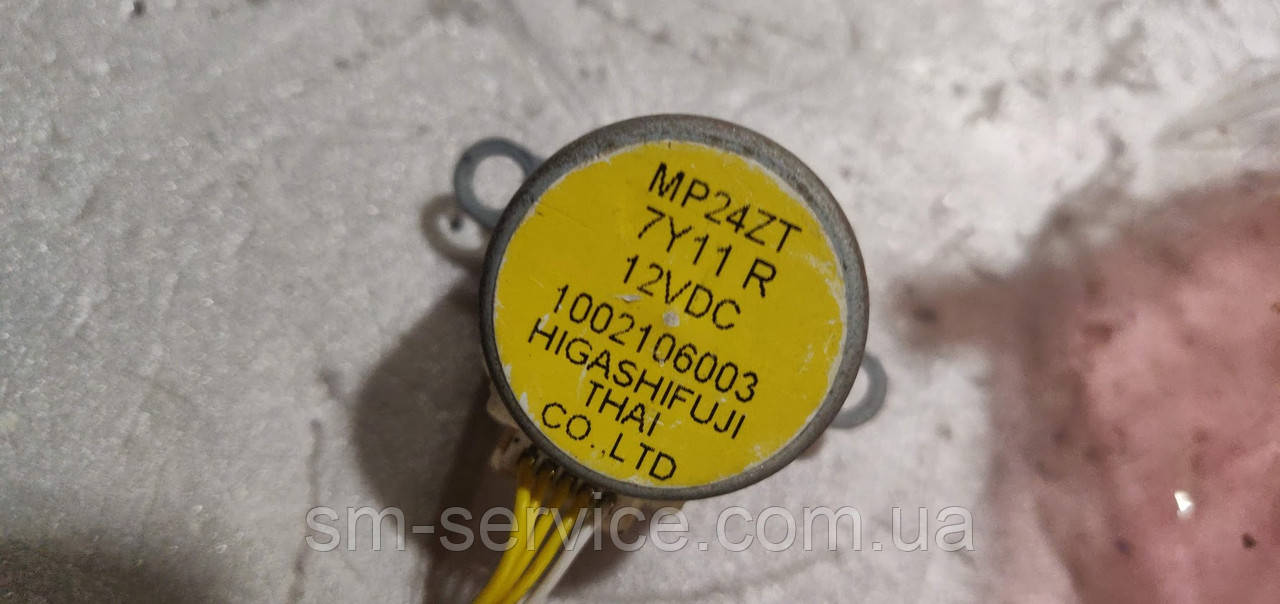 MP24ZT
7Y11 R
12VDC
1002106003
HIGASHIFUJI
THAI
CO.,LTD
sm-service.com.ua